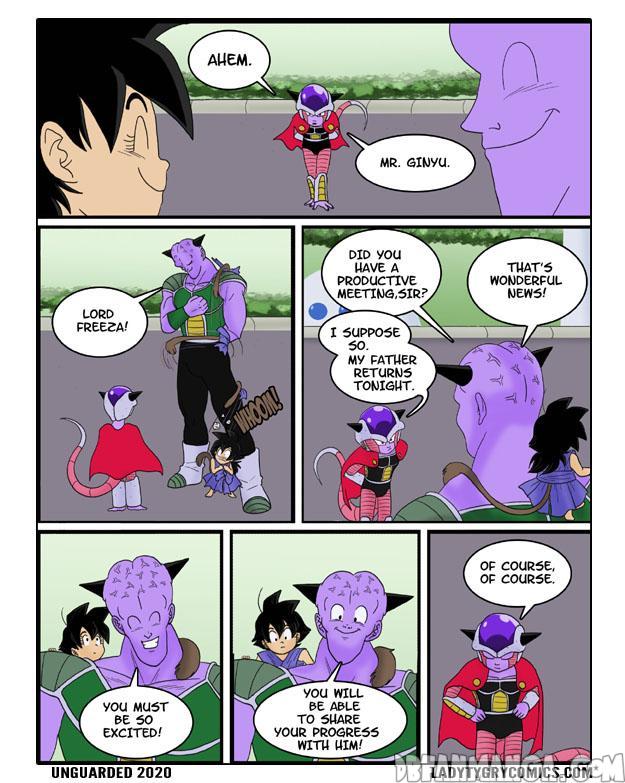 AHEM.
MR. GINYU.
LORD
FREEZA!
WHOOM!
DID YOU
HAVE A
PRODUCTIVE
MEETING,SIR?
I SUPPOSE
SO.
MY FATHER
RETURNS
TONIGHT.
THAT'S
WONDERFUL
NEWS!
YOU MUST
BE SO
EXCITED!
YOU WILL
BE ABLE
TO SHARE
YOUR PROGRESS
WITH HIM!
OF COURSE,
OF COURSE.
UNGUARDED 2020
LADYTYGRYCOMICS.COM
DBFANMANGA.COM